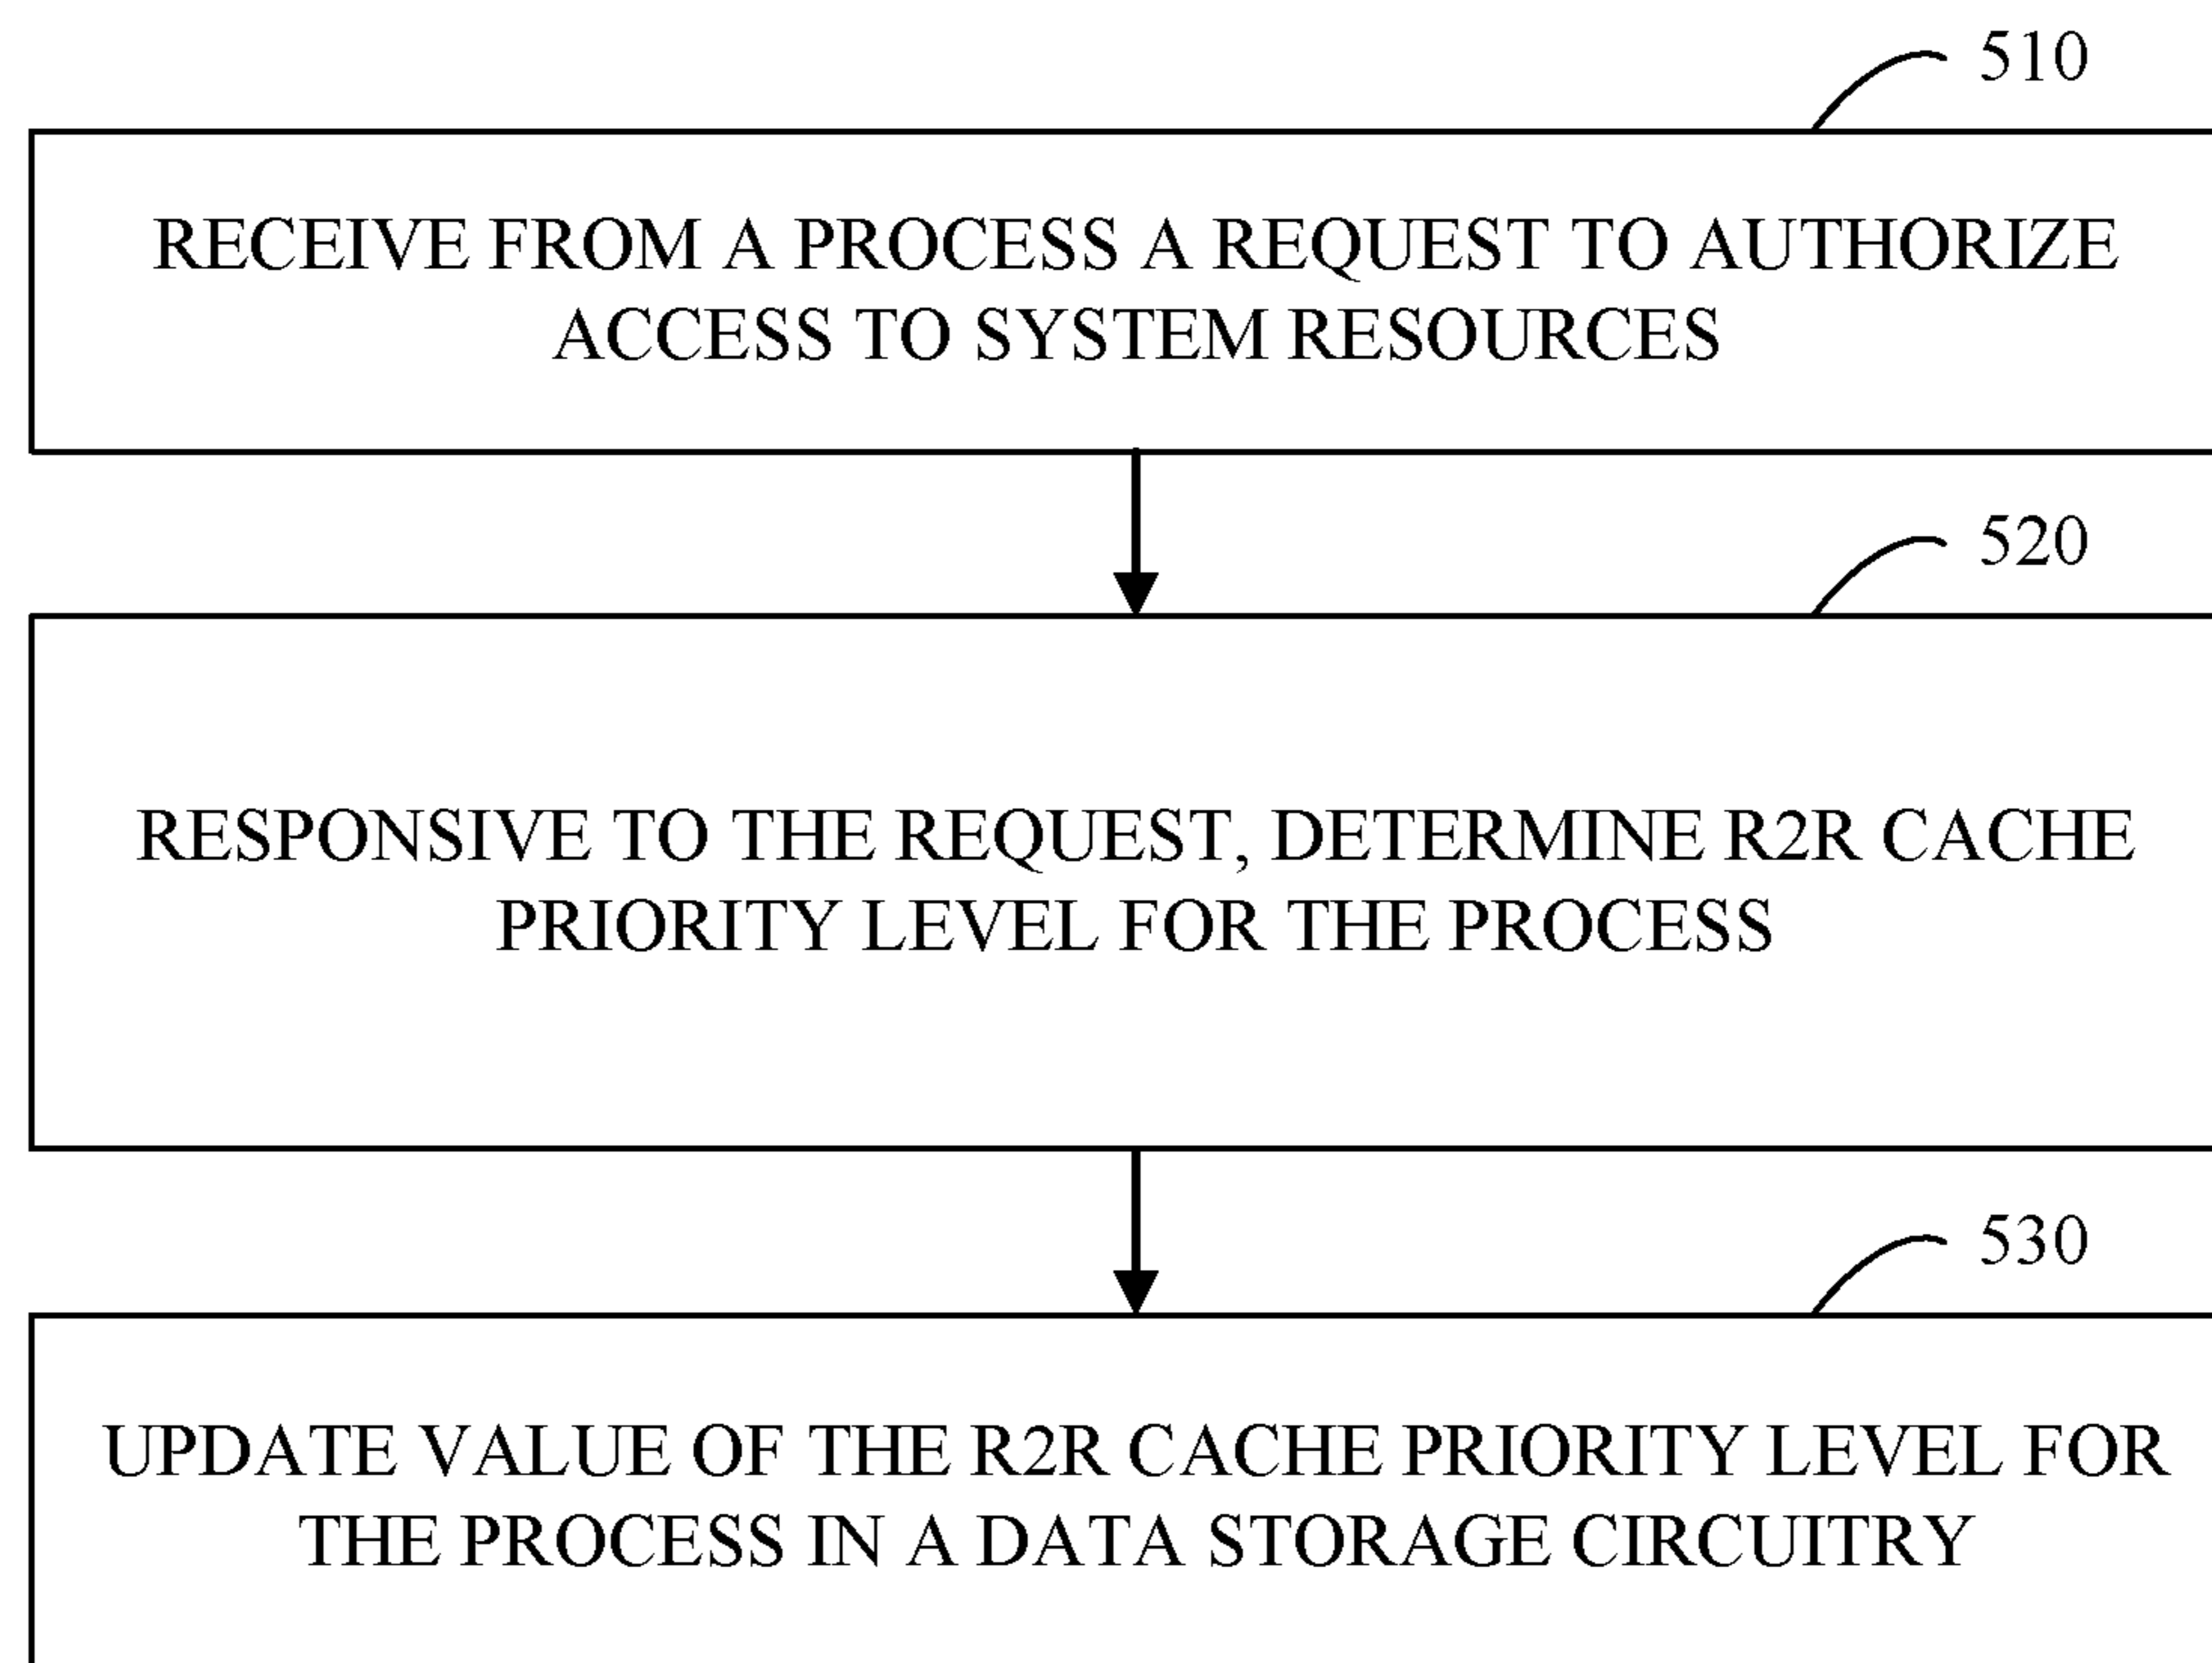 510
RECEIVE FROM A PROCESS A REQUEST TO AUTHORIZE
ACCESS TO SYSTEM RESOURCES
520
RESPONSIVE TO THE REQUEST, DETERMINE R2R CACHE
PRIORITY LEVEL FOR THE PROCESS
530
UPDATE VALUE OF THE R2R CACHE PRIORITY LEVEL FOR
THE PROCESS IN A DATA STORAGE CIRCUITRY